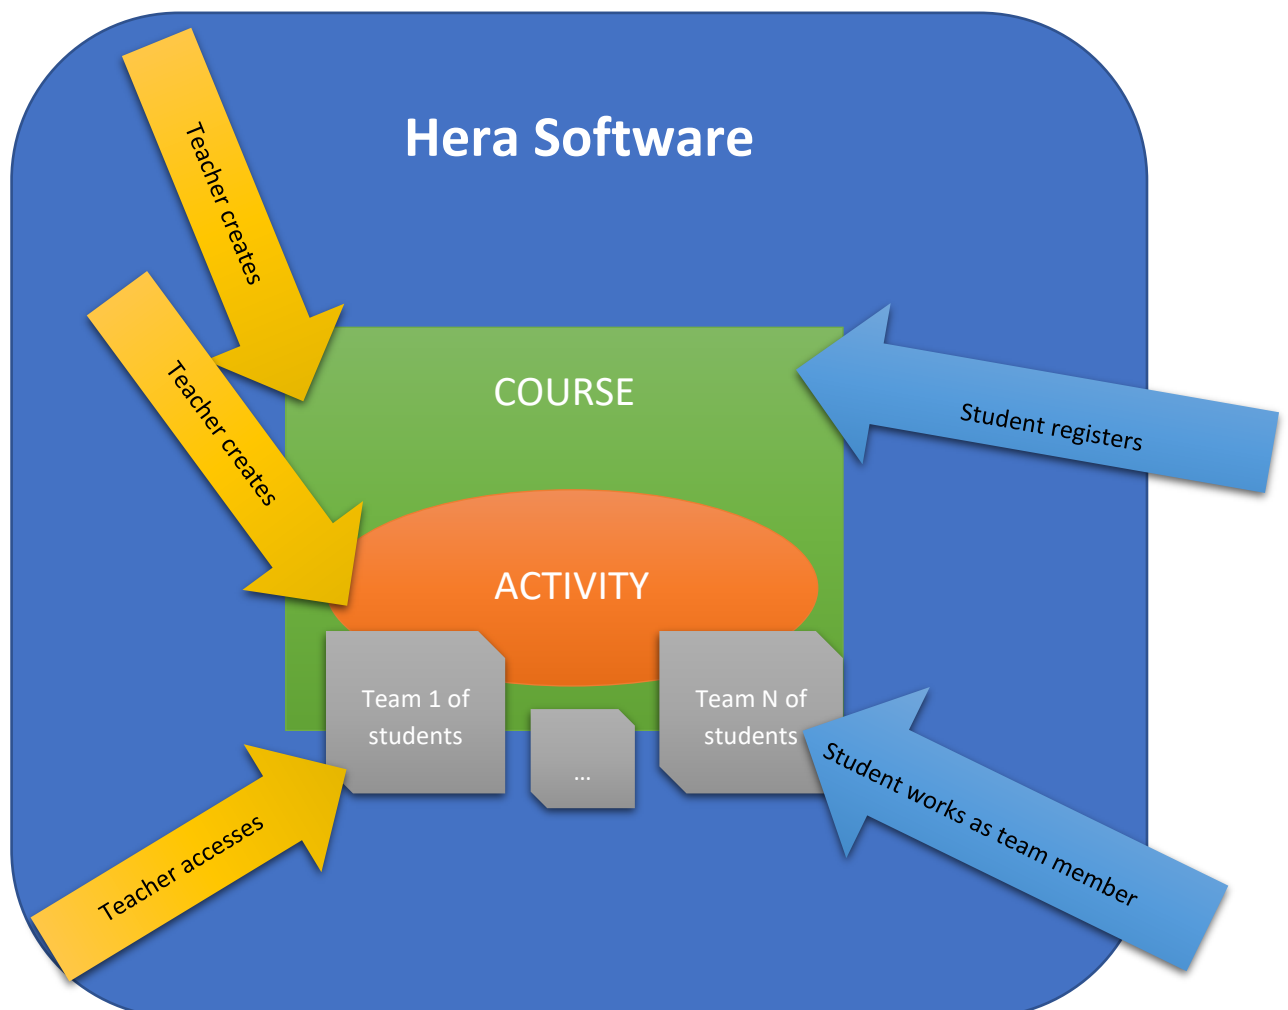 Hera Software
Teacher creates
Teacher creates
COURSE
Student registers
ACTIVITY
Team 1 of
students
...
Team N of
students
Teacher accesses
Student works as team member